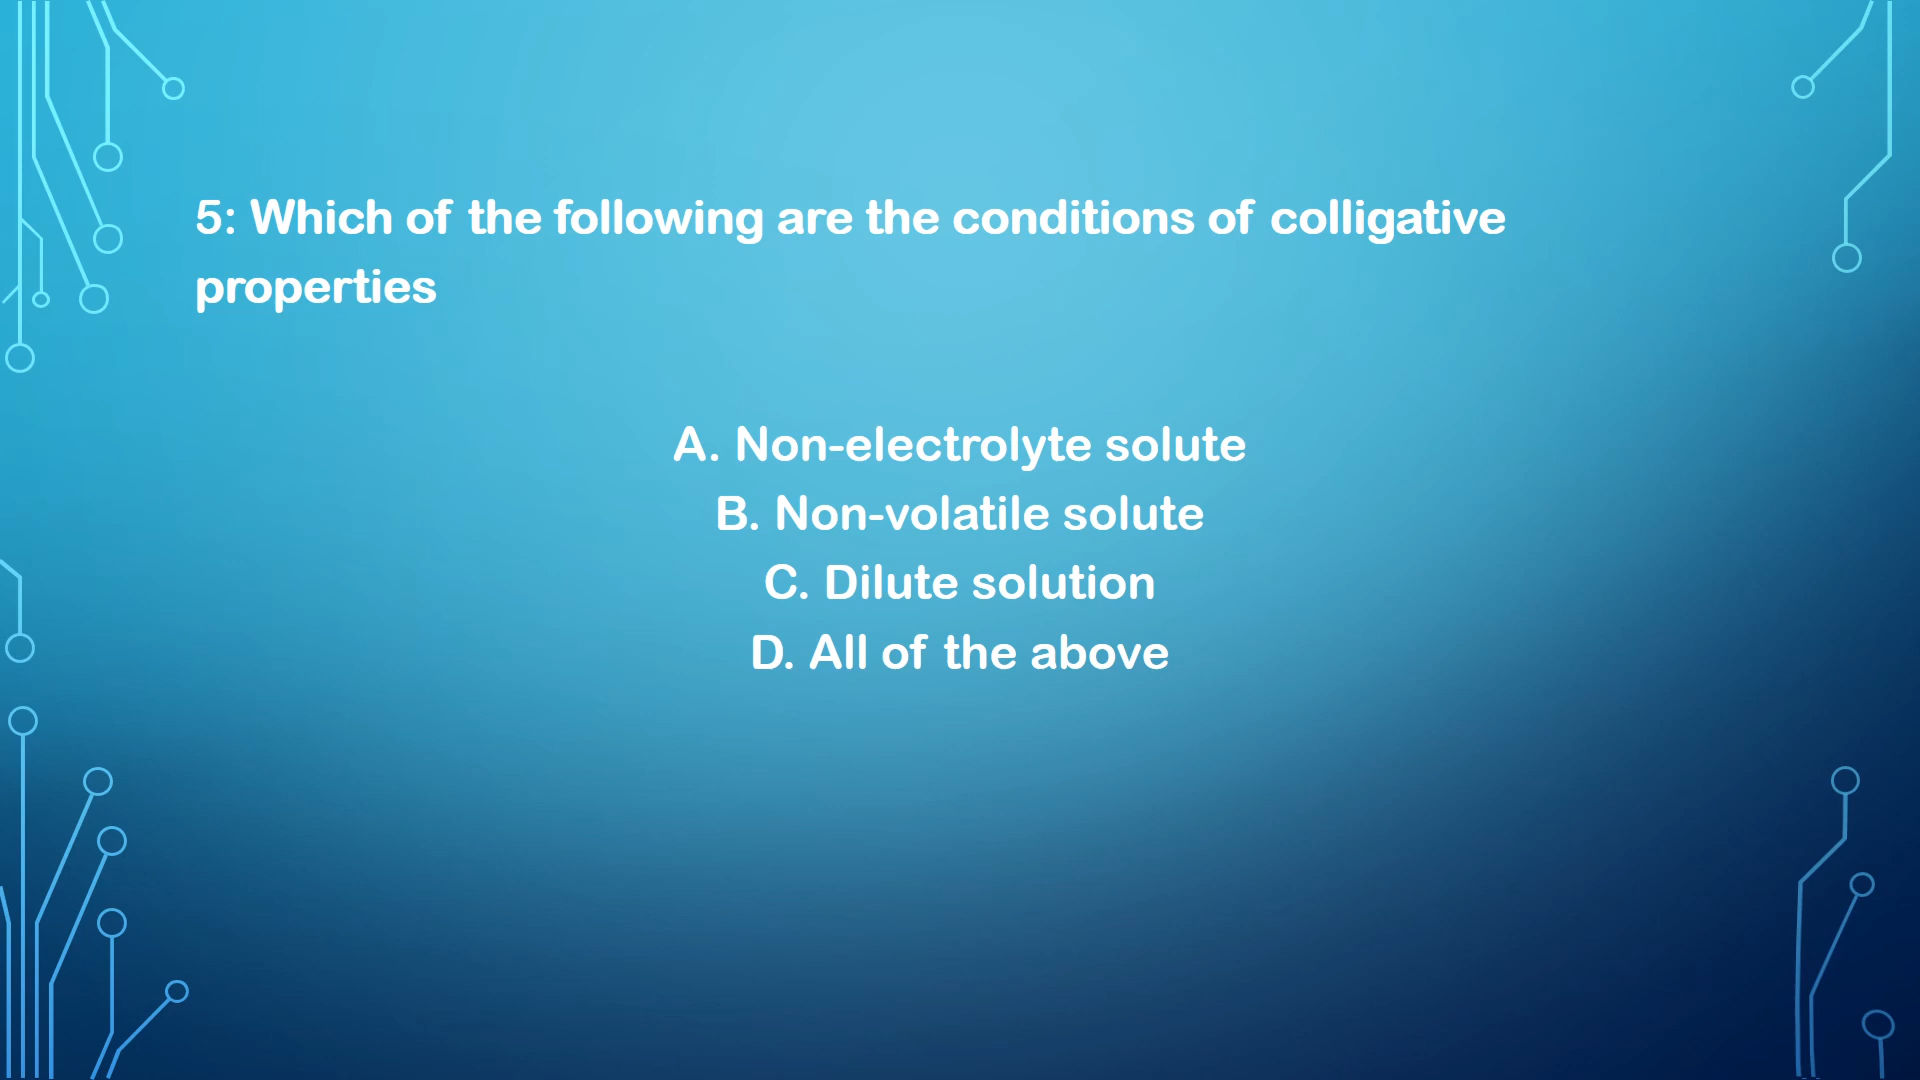 5: Which of the following are the conditions of colligative
properties
A. Non-electrolyte solute
B. Non-volatile solute
C. Dilute solution
D. All of the above